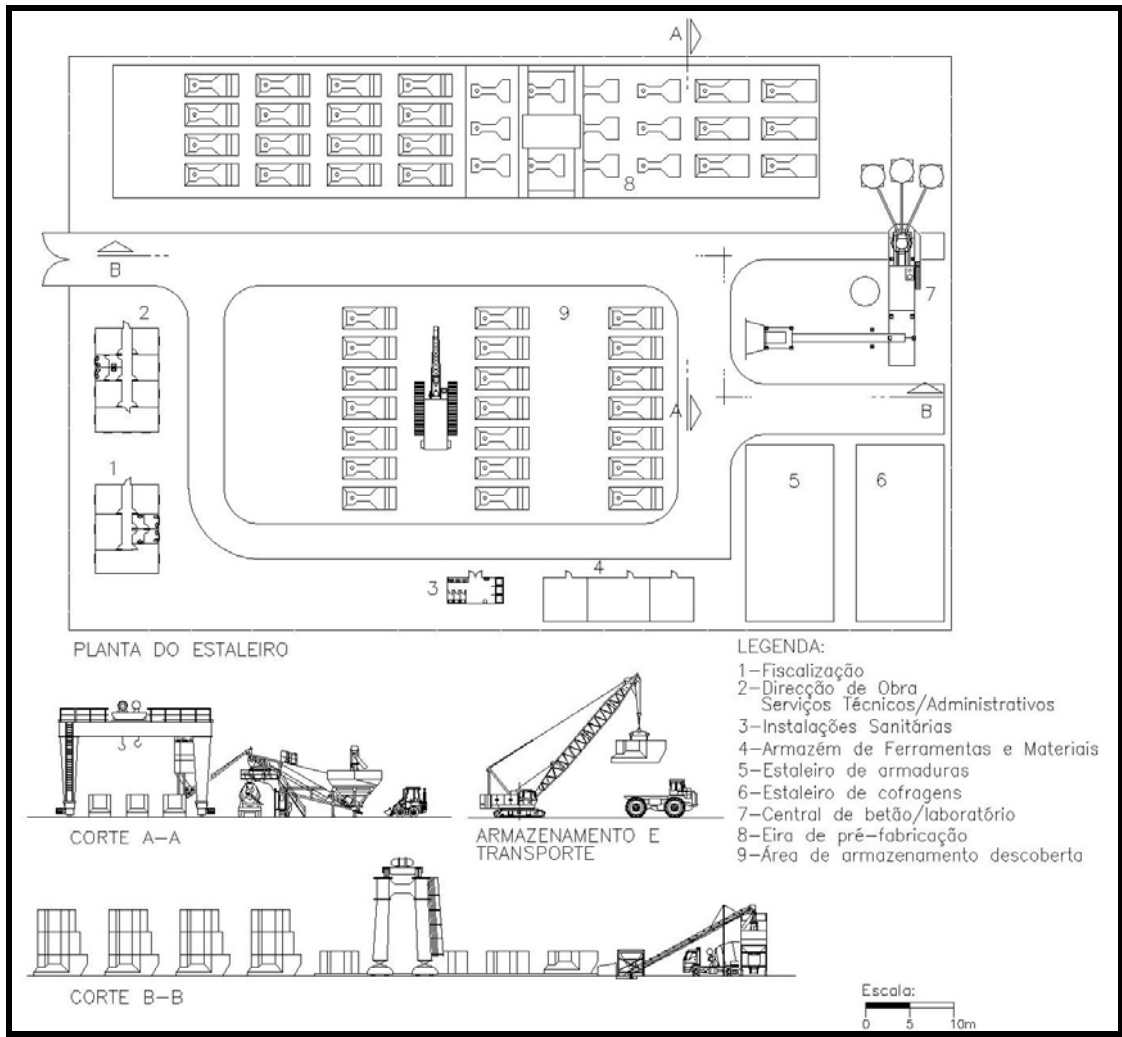 A
8
B
7
2
9
A
B
1
5
6
3
4
PLANTA DO ESTALEIRO
LEGENDA:
1-Fiscalização
2-Direcção de Obra
Serviços Técnicos/Administrativos
3-Instalações Sanitárias
4-Armazém de Ferramentas e Materiais
5-Estaleiro de armaduras
6-Estaleiro de cofragens
7-Central de betão/laboratório
8-Eira de pré-fabricação
9-Área de armazenamento descoberta
CORTE A-A
ARMAZENAMENTO E
TRANSPORTE
CORTE B-B
Escala:
0 5 10m